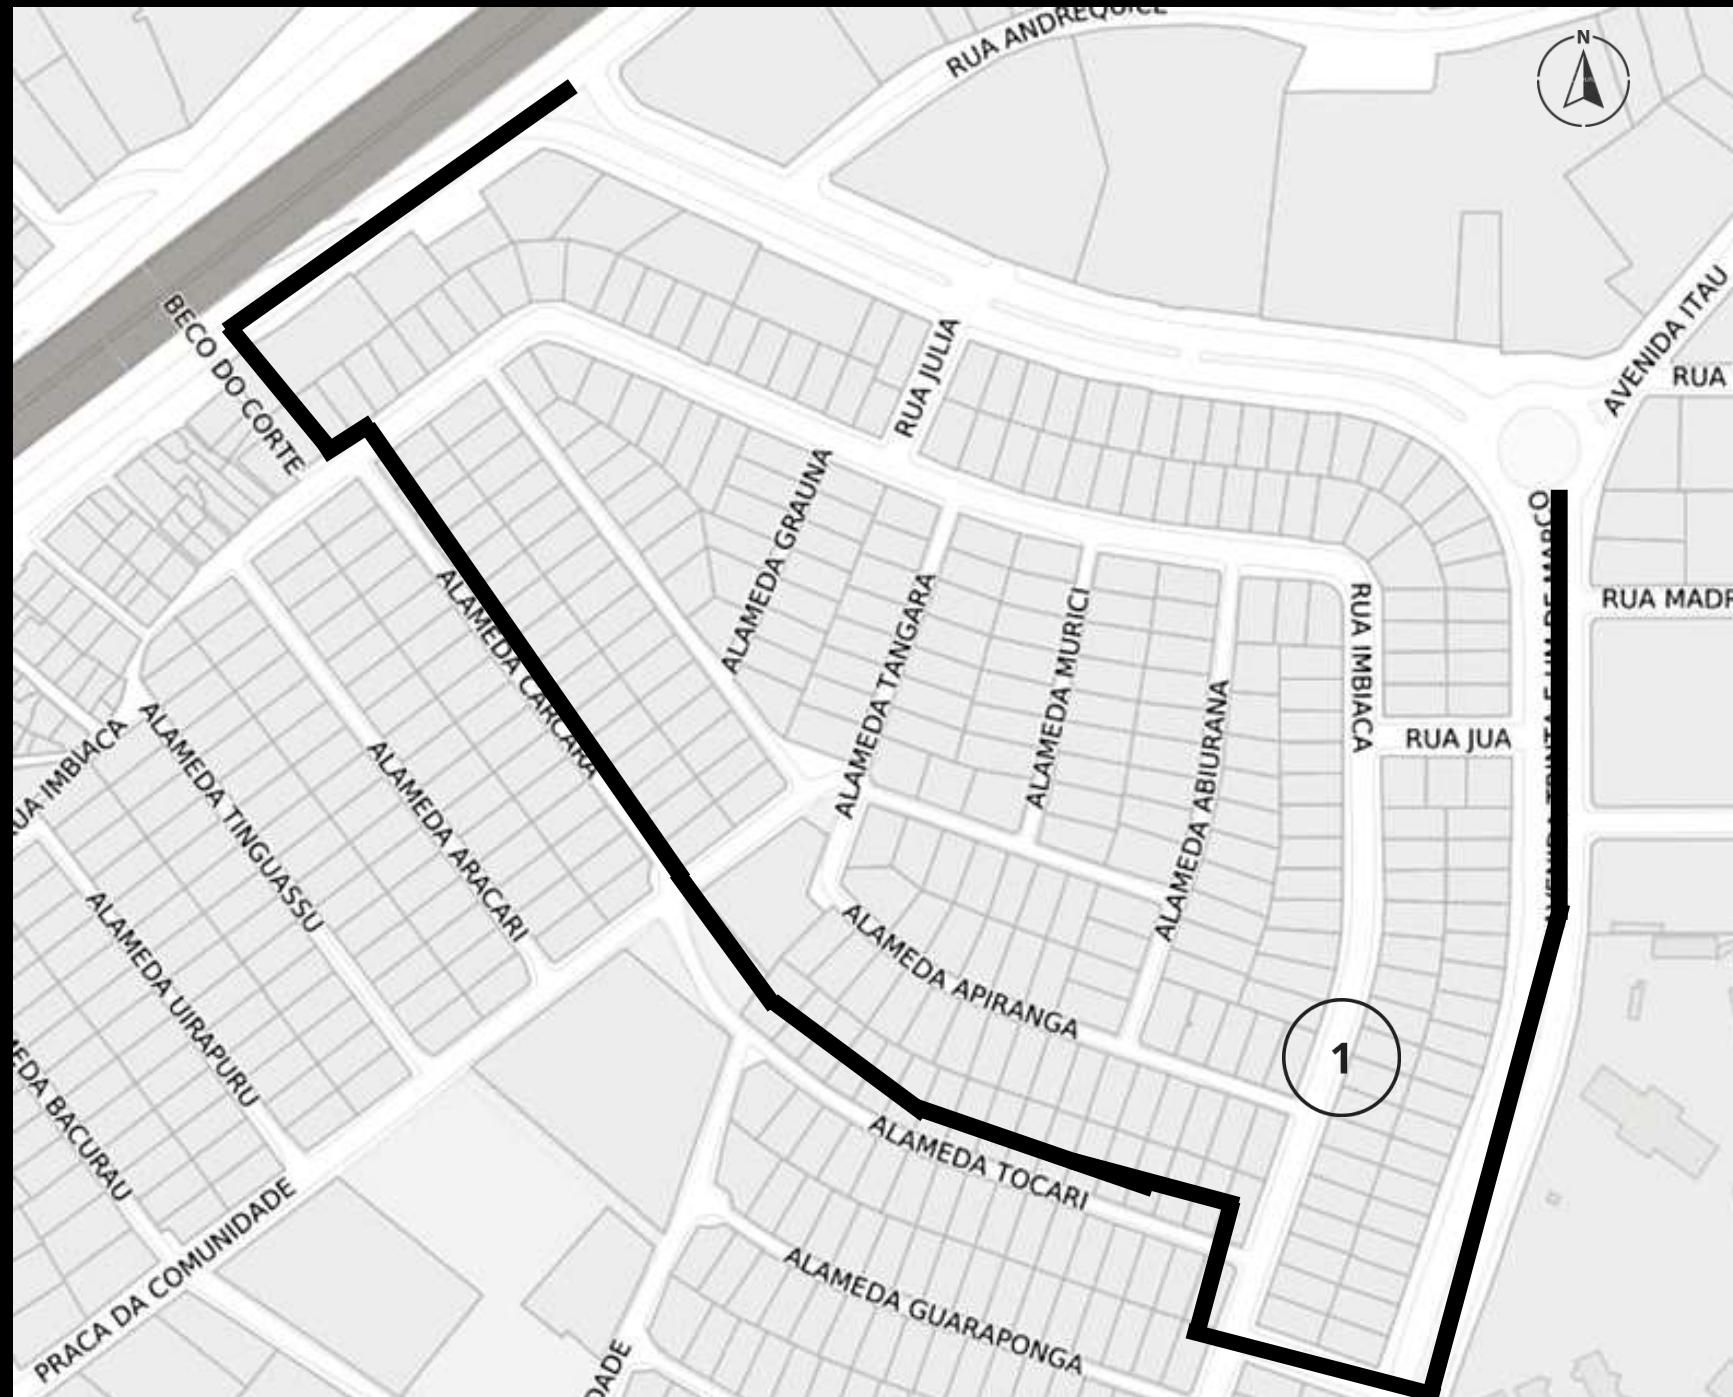 RUA ANDREQUICE
N
AVENIDA ITAU
RUA
BECO DO CORTE
RUA JULIA
ALAMEDA GRAUNA
RUA MADR
ALAMEDA CARCARA
ALAMEDA TANGARA
ALAMEDA MURICI
RUA IMBIACA
ALAMEDA ABIURANA
RUA JUA
RUA IMBIACA
ALAMEDA TINGUASSU
ALAMEDA ARACARI
ALAMEDA UIRAPURU
ALAMEDA APIRANGA
1
MEDA BACURAU
ALAMEDA TOCARI
PRACA DA COMUNIDADE
ALAMEDA GUARAPONGA
DADE